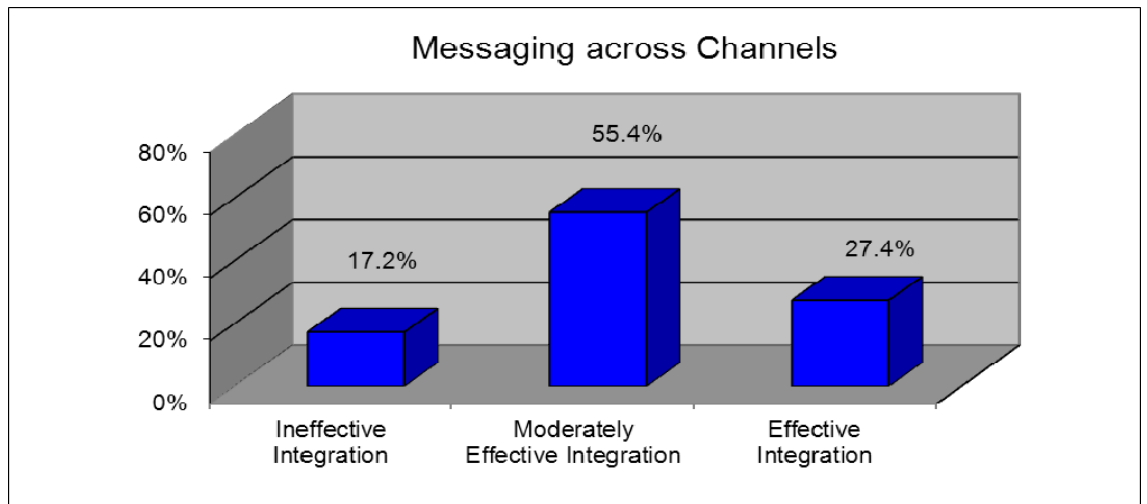 Messaging across Channels
80%
60%
40%
20%
0%
17.2%
55.4%
27.4%
Ineffective
Integration
Moderately
Effective Integration
Effective
Integration